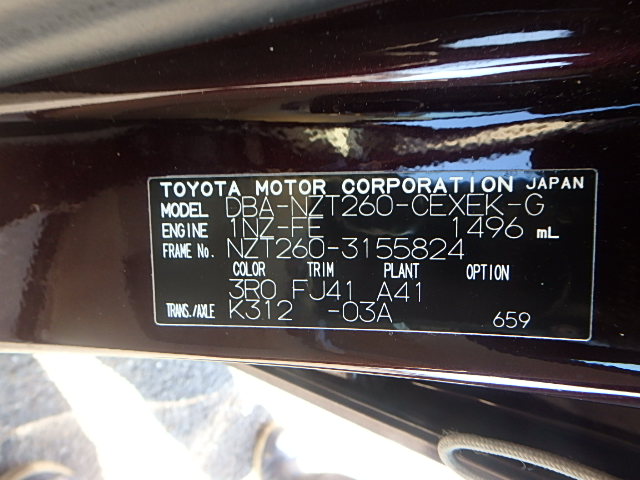 TOYOTA MOTOR CORPORATION JAPAN
MODEL DBA-NZT260-CEXEK-G
ENGINE 1NZ-FE 1496 mL
FRAME No. NZT260-3155824
COLOR TRIM PLANT OPTION
3R0 FJ41 A41
TRANS./AXLE K312 -03A 659